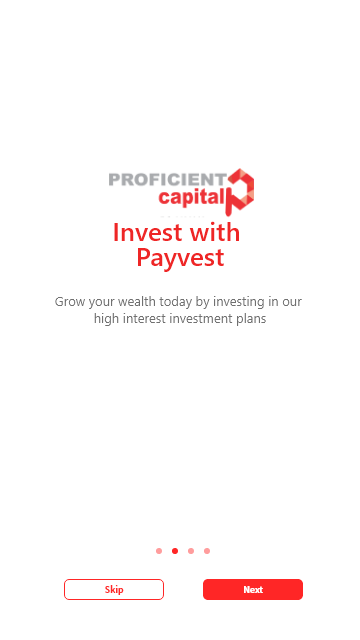 PROFICIENT
capital
Invest with
Payvest
Grow your wealth today by investing in our
high interest investment plans
Skip
Next